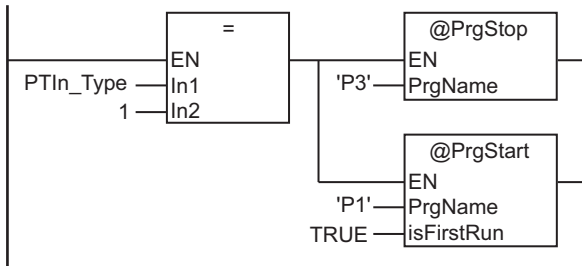 =
@PrgStop
EN
EN
PTIn_Type In1
'P3' PrgName
1 In2
@PrgStart
EN
'P1' PrgName
TRUE isFirstRun